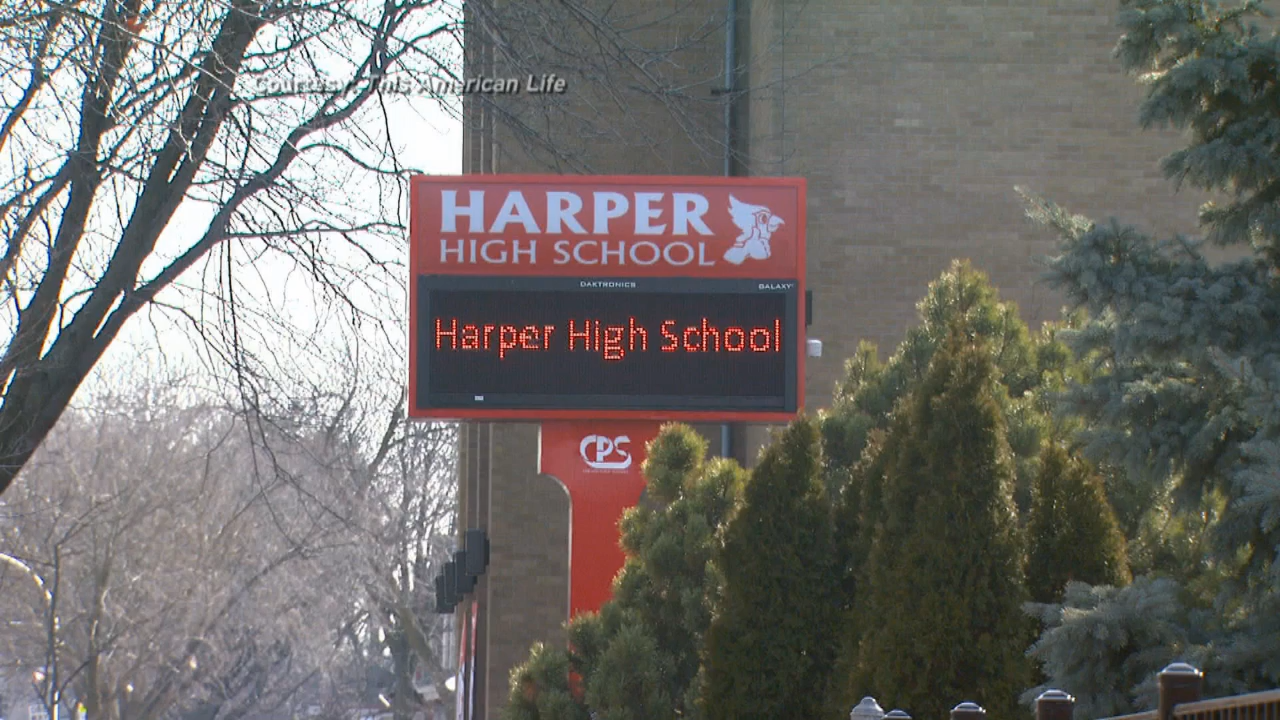 Courtesy: This American Life
HARPER
HIGH SCHOOL
DAKTRONICS
GALAXY
Harper High School
CPS